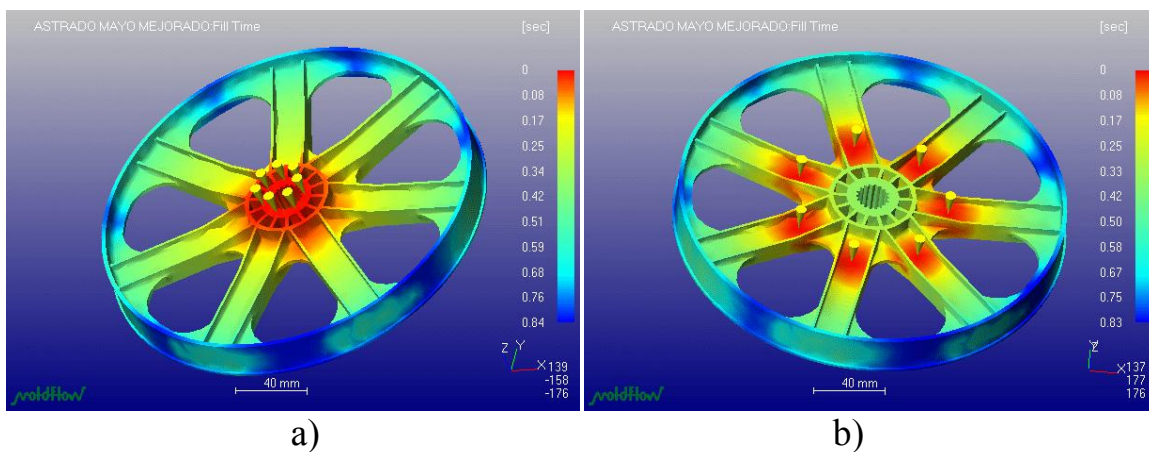 ASTRADO MAYO MEJORADO:Fill Time
[sec]
0
0.08
0.17
0.25
0.34
0.42
0.51
0.59
0.68
0.76
0.84
Z Y
X 139
-158
-176
40 mm
moldflow
a)
ASTRADO MAYO MEJORADO:Fill Time
[sec]
0
0.08
0.17
0.25
0.33
0.42
0.50
0.58
0.67
0.75
0.83
X 137
177
176
40 mm
moldflow
b)